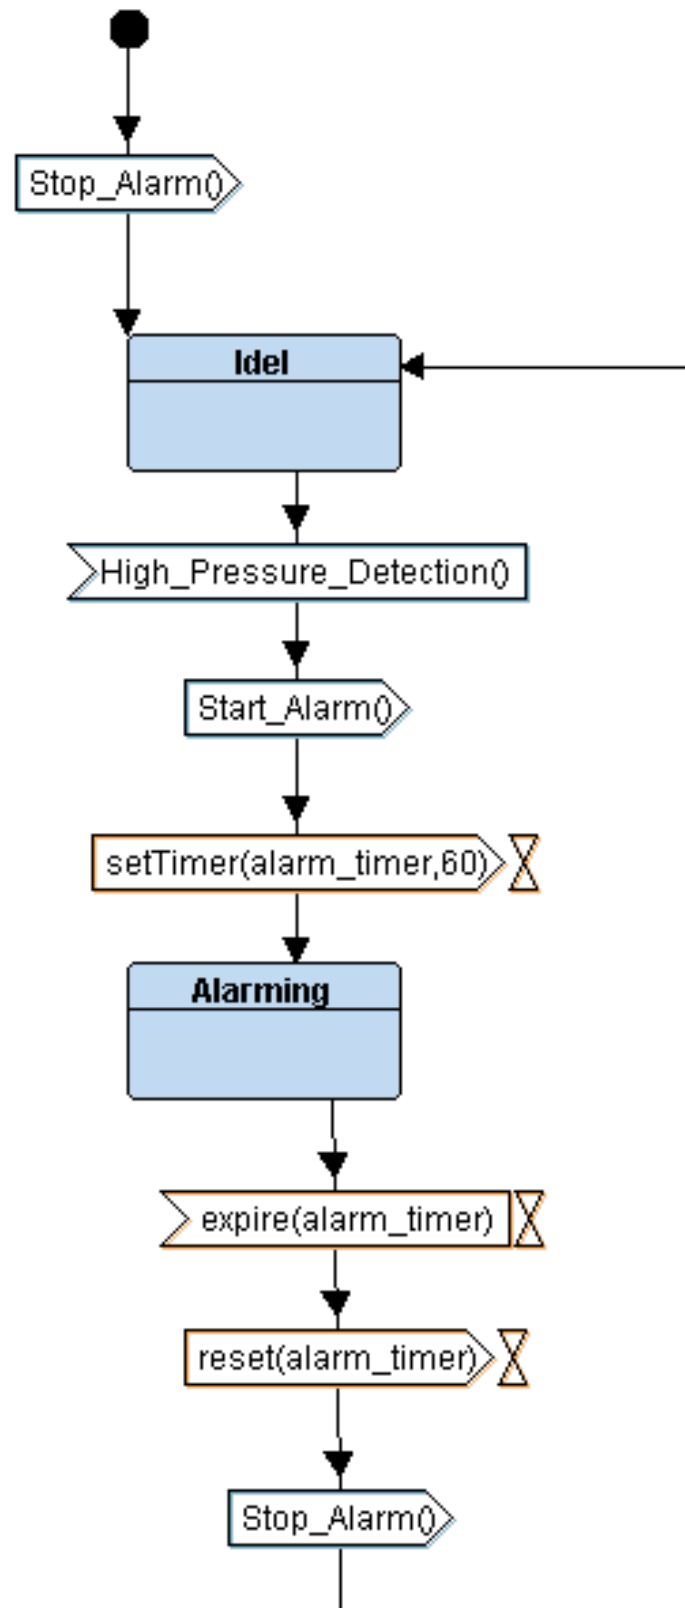 Stop_Alarm()
Idel
High_Pressure_Detection()
Start_Alarm()
setTimer(alarm_timer,60)
Alarming
expire(alarm_timer)
reset(alarm_timer)
Stop_Alarm()